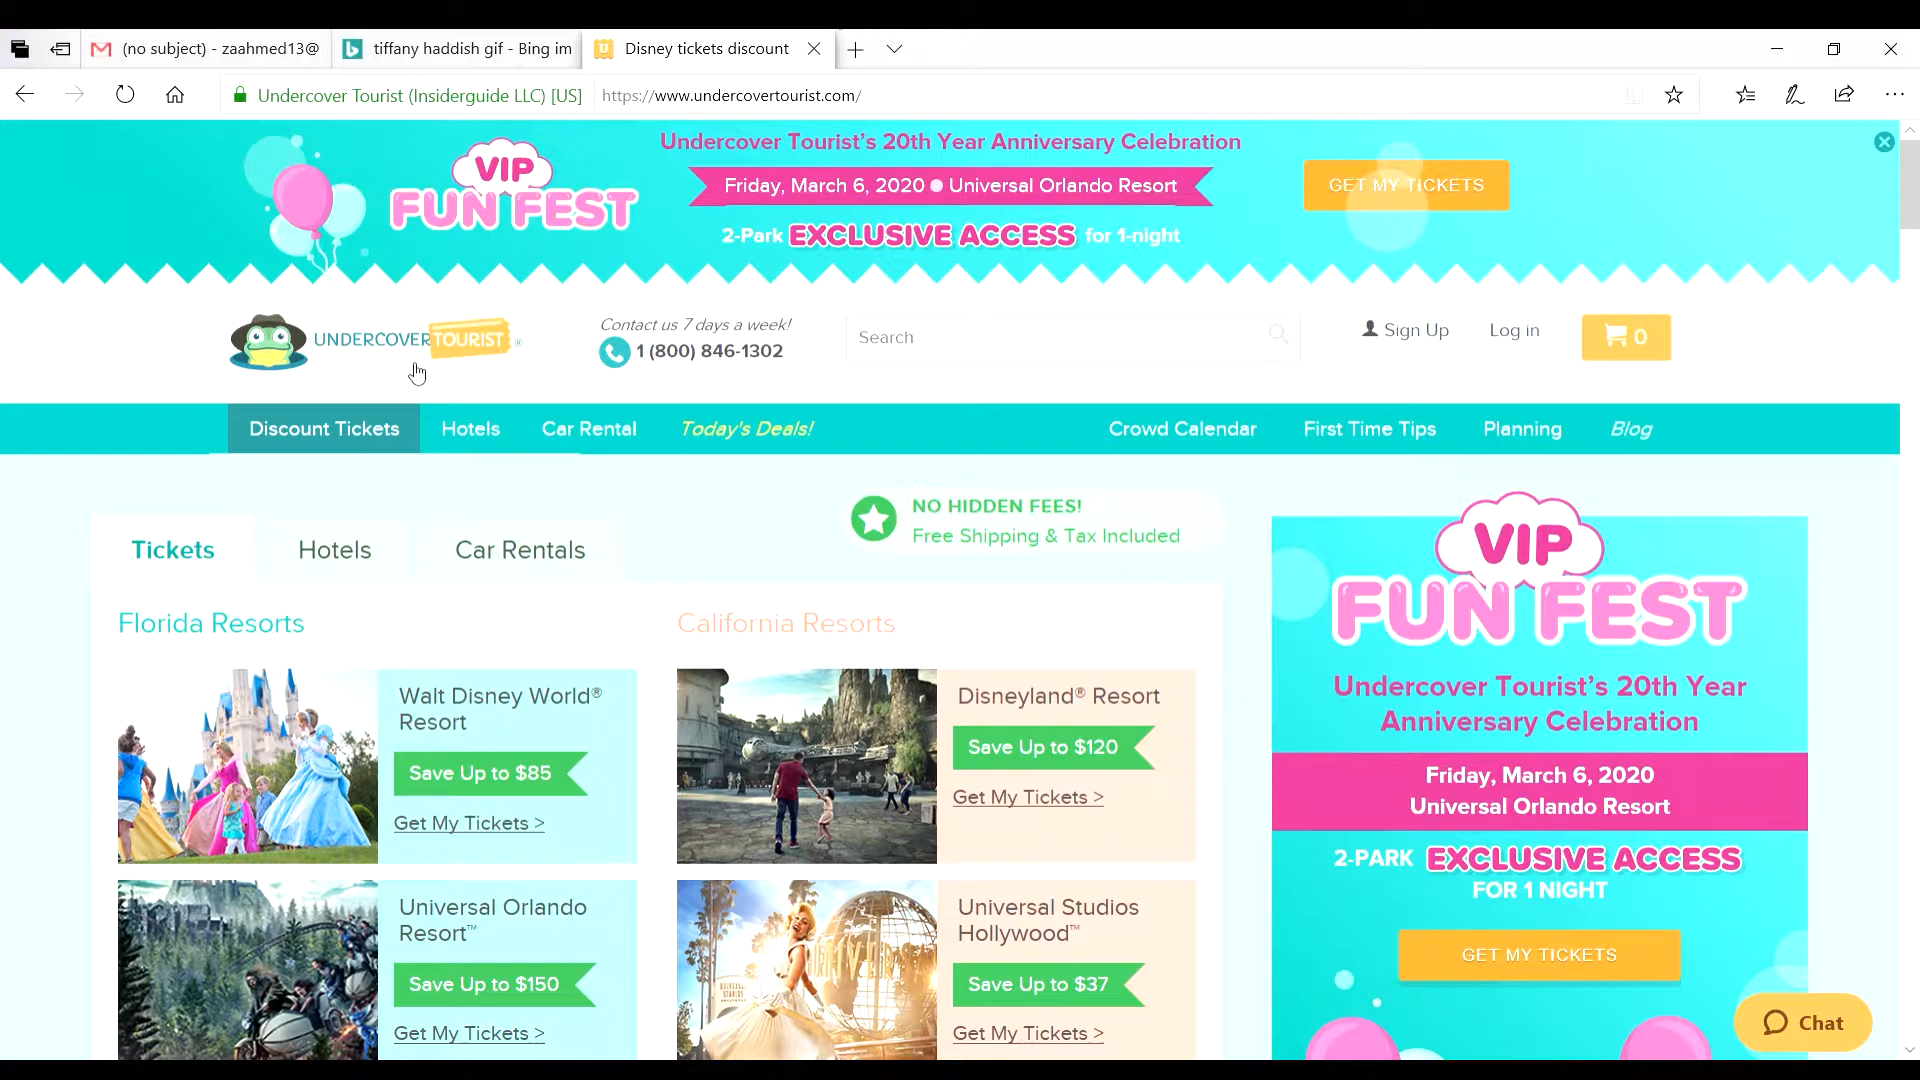 (no subject) - zaahmed13@
tiffany haddish gif - Bing im
Disney tickets discount
Undercover Tourist (Insiderguide LLC) [US]
https://www.undercovertourist.com/
VIP
FUN FEST
Undercover Tourist's 20th Year Anniversary Celebration
Friday, March 6, 2020 ● Universal Orlando Resort
2-Park EXCLUSIVE ACCESS for 1-night
GET MY TICKETS
UNDERCOVER TOURIST®
Contact us 7 days a week!
1 (800) 846-1302
Search
Sign Up
Log in
0
Discount Tickets
Hotels
Car Rental
Today's Deals!
Crowd Calendar
First Time Tips
Planning
Blog
Tickets
Hotels
Car Rentals
NO HIDDEN FEES!
Free Shipping & Tax Included
Florida Resorts
Walt Disney World®
Resort
Save Up to $85
Get My Tickets >
Universal Orlando
Resort™
Save Up to $150
Get My Tickets >
California Resorts
Disneyland® Resort
Save Up to $120
Get My Tickets >
Universal Studios
Hollywood™
Save Up to $37
Get My Tickets >
VIP
FUN FEST
Undercover Tourist's 20th Year
Anniversary Celebration
Friday, March 6, 2020
Universal Orlando Resort
2-PARK EXCLUSIVE ACCESS
FOR 1 NIGHT
GET MY TICKETS
Chat